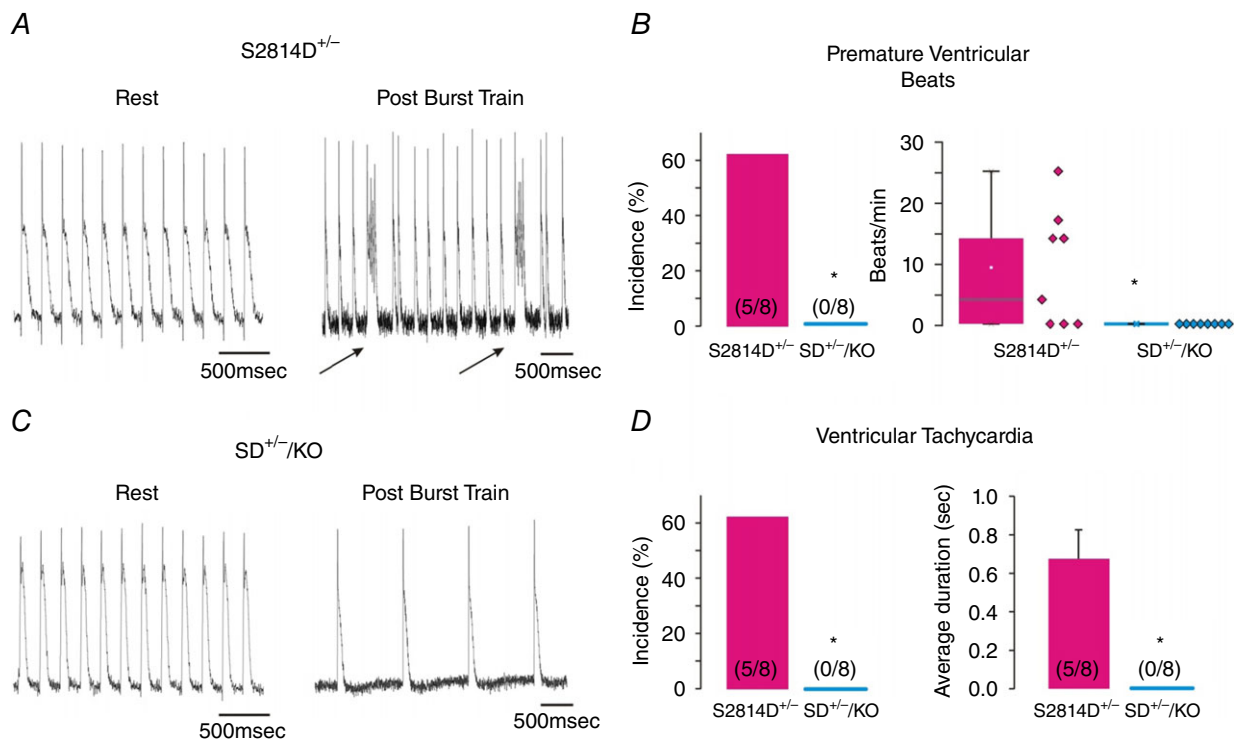 A
S2814D+/–
Rest
Post Burst Train
500msec
500msec
B
Premature Ventricular
Beats
Incidence (%)
60
40
20
0
(5/8)
*
(0/8)
S2814D+/– SD+/–/KO
Beats/min
30
20
10
0
*
S2814D+/–
SD+/–/KO
C
SD+/–/KO
Rest
Post Burst Train
500msec
500msec
D
Ventricular Tachycardia
Incidence (%)
60
40
20
0
(5/8)
*
(0/8)
S2814D+/– SD+/–/KO
Average duration (sec)
1.0
0.8
0.6
0.4
0.2
0.0
(5/8)
*
(0/8)
S2814D+/– SD+/–/KO